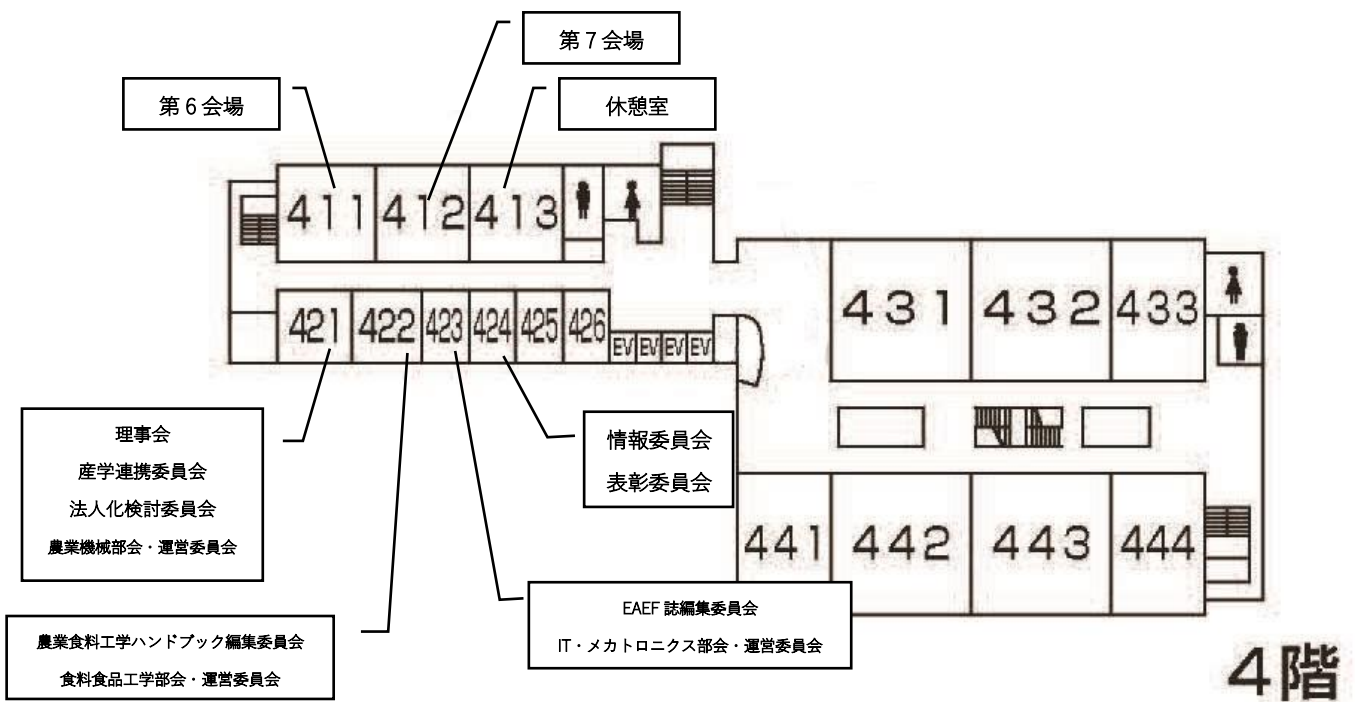 第７会場
第６会場
休憩室
411
412
413
421
422
423
424
425
426
EV
EV
EV
EV
431
432
433
理事会
産学連携委員会
法人化検討委員会
農業機械部会・運営委員会
情報委員会
表彰委員会
441
442
443
444
農業食料工学ハンドブック編集委員会
食料食品工学部会・運営委員会
EAEF 誌編集委員会
IT・メカトロニクス部会・運営委員会
4階